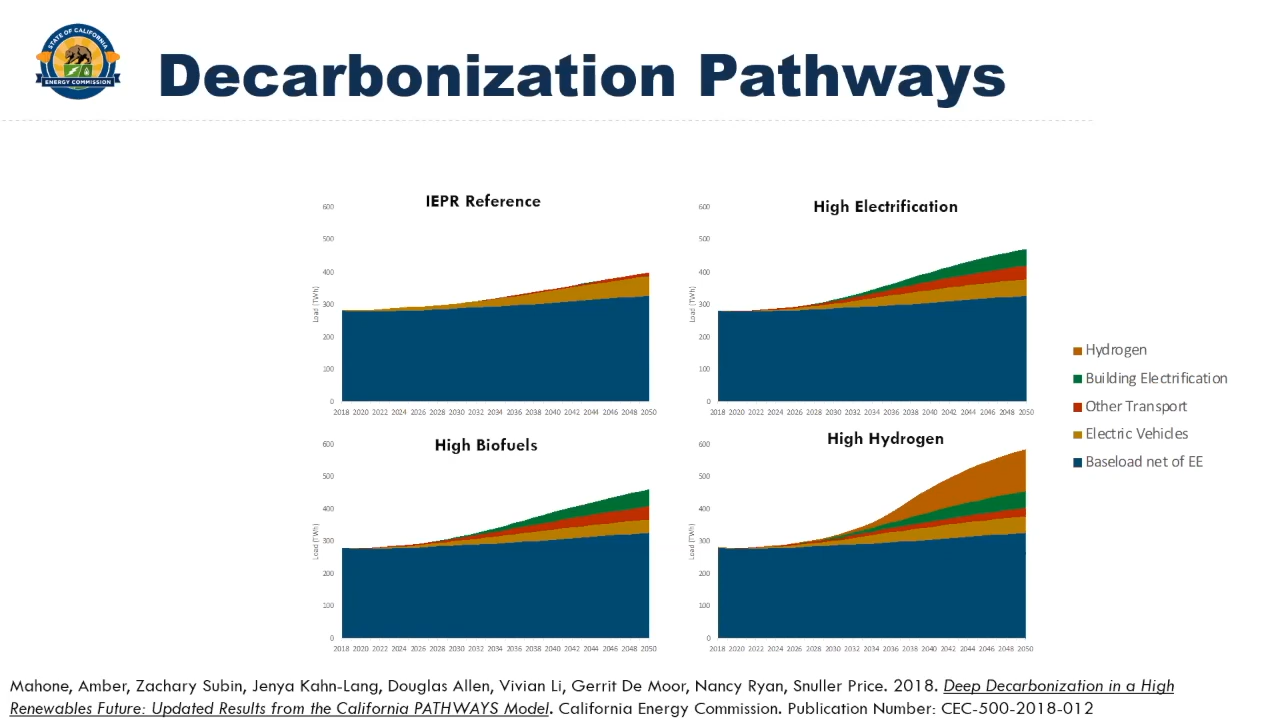 STATE OF CALIFORNIA
ENERGY COMMISSION
Decarbonization Pathways
IEPR Reference
600
500
400
300
200
100
0
Load (TWh)
2018 2020 2022 2024 2026 2028 2030 2032 2034 2036 2038 2040 2042 2044 2046 2048 2050
High Electrification
600
500
400
300
200
100
0
Load (TWh)
2018 2020 2022 2024 2026 2028 2030 2032 2034 2036 2038 2040 2042 2044 2046 2048 2050
High Biofuels
600
500
400
300
200
100
0
Load (TWh)
2018 2020 2022 2024 2026 2028 2030 2032 2034 2036 2038 2040 2042 2044 2046 2048 2050
High Hydrogen
600
500
400
300
200
100
0
Load (TWh)
2018 2020 2022 2024 2026 2028 2030 2032 2034 2036 2038 2040 2042 2044 2046 2048 2050
Hydrogen
Building Electrification
Other Transport
Electric Vehicles
Baseload net of EE
Mahone, Amber, Zachary Subin, Jenya Kahn-Lang, Douglas Allen, Vivian Li, Gerrit De Moor, Nancy Ryan, Snuller Price. 2018. Deep Decarbonization in a High
Renewables Future: Updated Results from the California PATHWAYS Model. California Energy Commission. Publication Number: CEC-500-2018-012